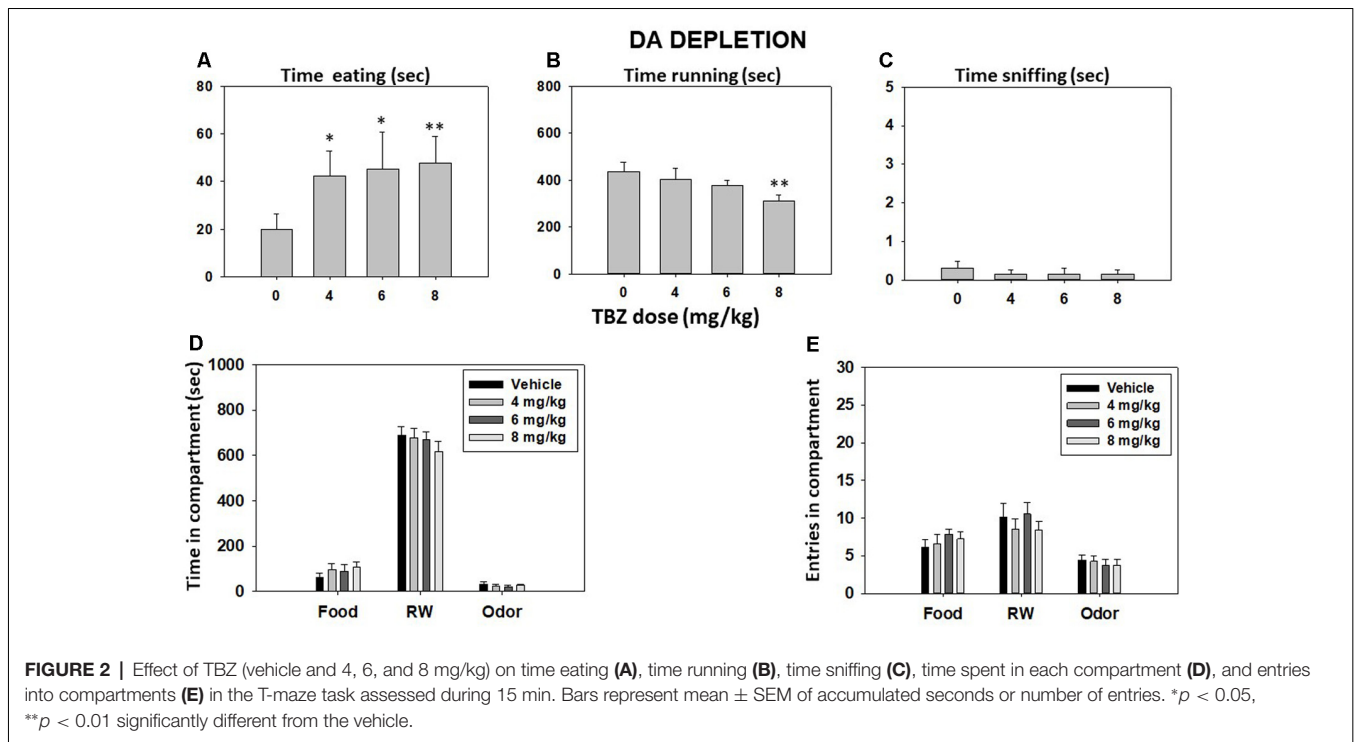 DA DEPLETION
A
Time eating (sec)
80
60
40
20
0
* * **
0 4 6 8
B
Time running (sec)
800
600
400
200
0
**
0 4 6 8
TBZ dose (mg/kg)
C
Time sniffing (sec)
5
4
3
2
1
0
0 4 6 8
D
Time in compartment (sec)
1000
800
600
400
200
0
Vehicle
4 mg/kg
6 mg/kg
8 mg/kg
Food RW Odor
E
Entries in compartment
30
25
20
15
10
5
0
Vehicle
4 mg/kg
6 mg/kg
8 mg/kg
Food RW Odor
FIGURE 2 | Effect of TBZ (vehicle and 4, 6, and 8 mg/kg) on time eating (A), time running (B), time sniffing (C), time spent in each compartment (D), and entries
into compartments (E) in the T-maze task assessed during 15 min. Bars represent mean ± SEM of accumulated seconds or number of entries. *p < 0.05,
**p < 0.01 significantly different from the vehicle.